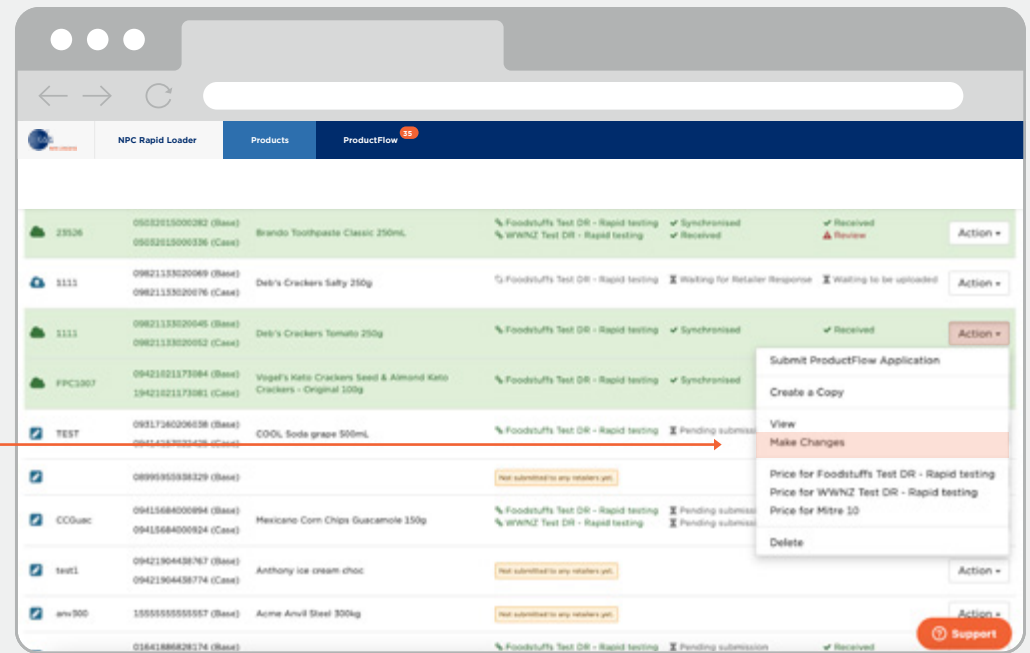 NPC Rapid Loader Products ProductFlow 35
05032015000282 (Base) Foodstuffs Test DR - Rapid testing Synchronised Received
23526 Brando Toothpaste Classic 250mL Action
05032015000336 (Case) WWNZ Test DR - Rapid testing Received Review
09821133020069 (Base)
1111 Deb's Crackers Salty 250g Foodstuffs Test DR - Rapid testing Waiting for Retailer Response Waiting to be uploaded Action
09821133020076 (Case)
09821133020045 (Base)
1111 Deb's Crackers Tomato 250g Foodstuffs Test DR - Rapid testing Synchronised Received Action
09821133020052 (Case)
Submit ProductFlow Application
09421021173084 (Base) Vogel's Keto Crackers Seed & Almond Keto
FPC1007 Foodstuffs Test DR - Rapid testing Synchronised
19421021173081 (Case) Crackers - Original 100g
Create a Copy
View
09317160206038 (Base)
TEST COOL Soda grape 500mL Foodstuffs Test DR - Rapid testing Pending submiss
Make Changes
08995955938329 (Base) Not submitted to any retailers yet.
Price for Foodstuffs Test DR - Rapid testing
Price for WWNZ Test DR - Rapid testing
Price for Mitre 10
09415684000894 (Base) Foodstuffs Test DR - Rapid testing Pending submiss
CCGuac Mexicano Corn Chips Guacamole 150g
09415684000924 (Case) WWNZ Test DR - Rapid testing Pending submiss
Delete
09421904438767 (Base)
test1 Anthony ice cream choc Not submitted to any retailers yet. Action
09421904438774 (Case)
anv300 15555555555557 (Base) Acme Anvil Steel 300kg Not submitted to any retailers yet. Action
Support
01641886828174 (Base) Foodstuffs Test DR - Rapid testing Pending submission Received